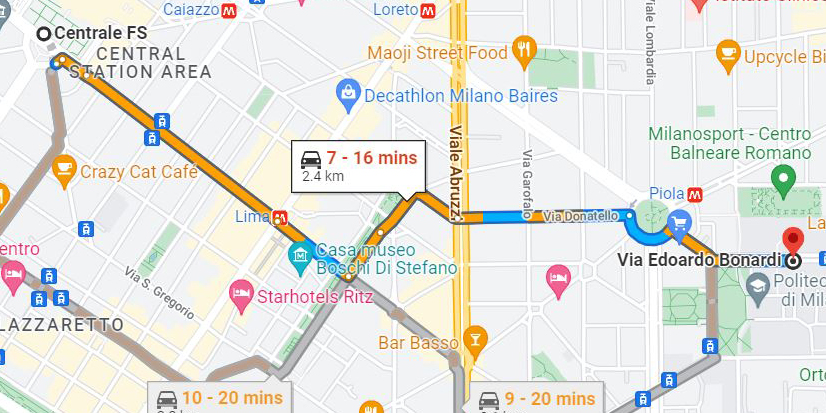 Caiazzo
Loreto
Viale Lombardia
Centrale FS
CENTRAL
STATION AREA
Maoji Street Food
Upcycle Bi
Decathlon Milano Baires
Milanosport - Centro
Balneare Romano
Viale Abruzzi
Via Garofalo
7 - 16 mins
2.4 km
Crazy Cat Café
Piola
Lima
Via Donatello
La
entro
Casa museo
Boschi Di Stefano
Via Edoardo Bonardi
Via S. Gregorio
Starhotels Ritz
Politec
di Mila
LAZZARETTO
Bar Basso
Orto
10 - 20 mins
9 - 20 mins